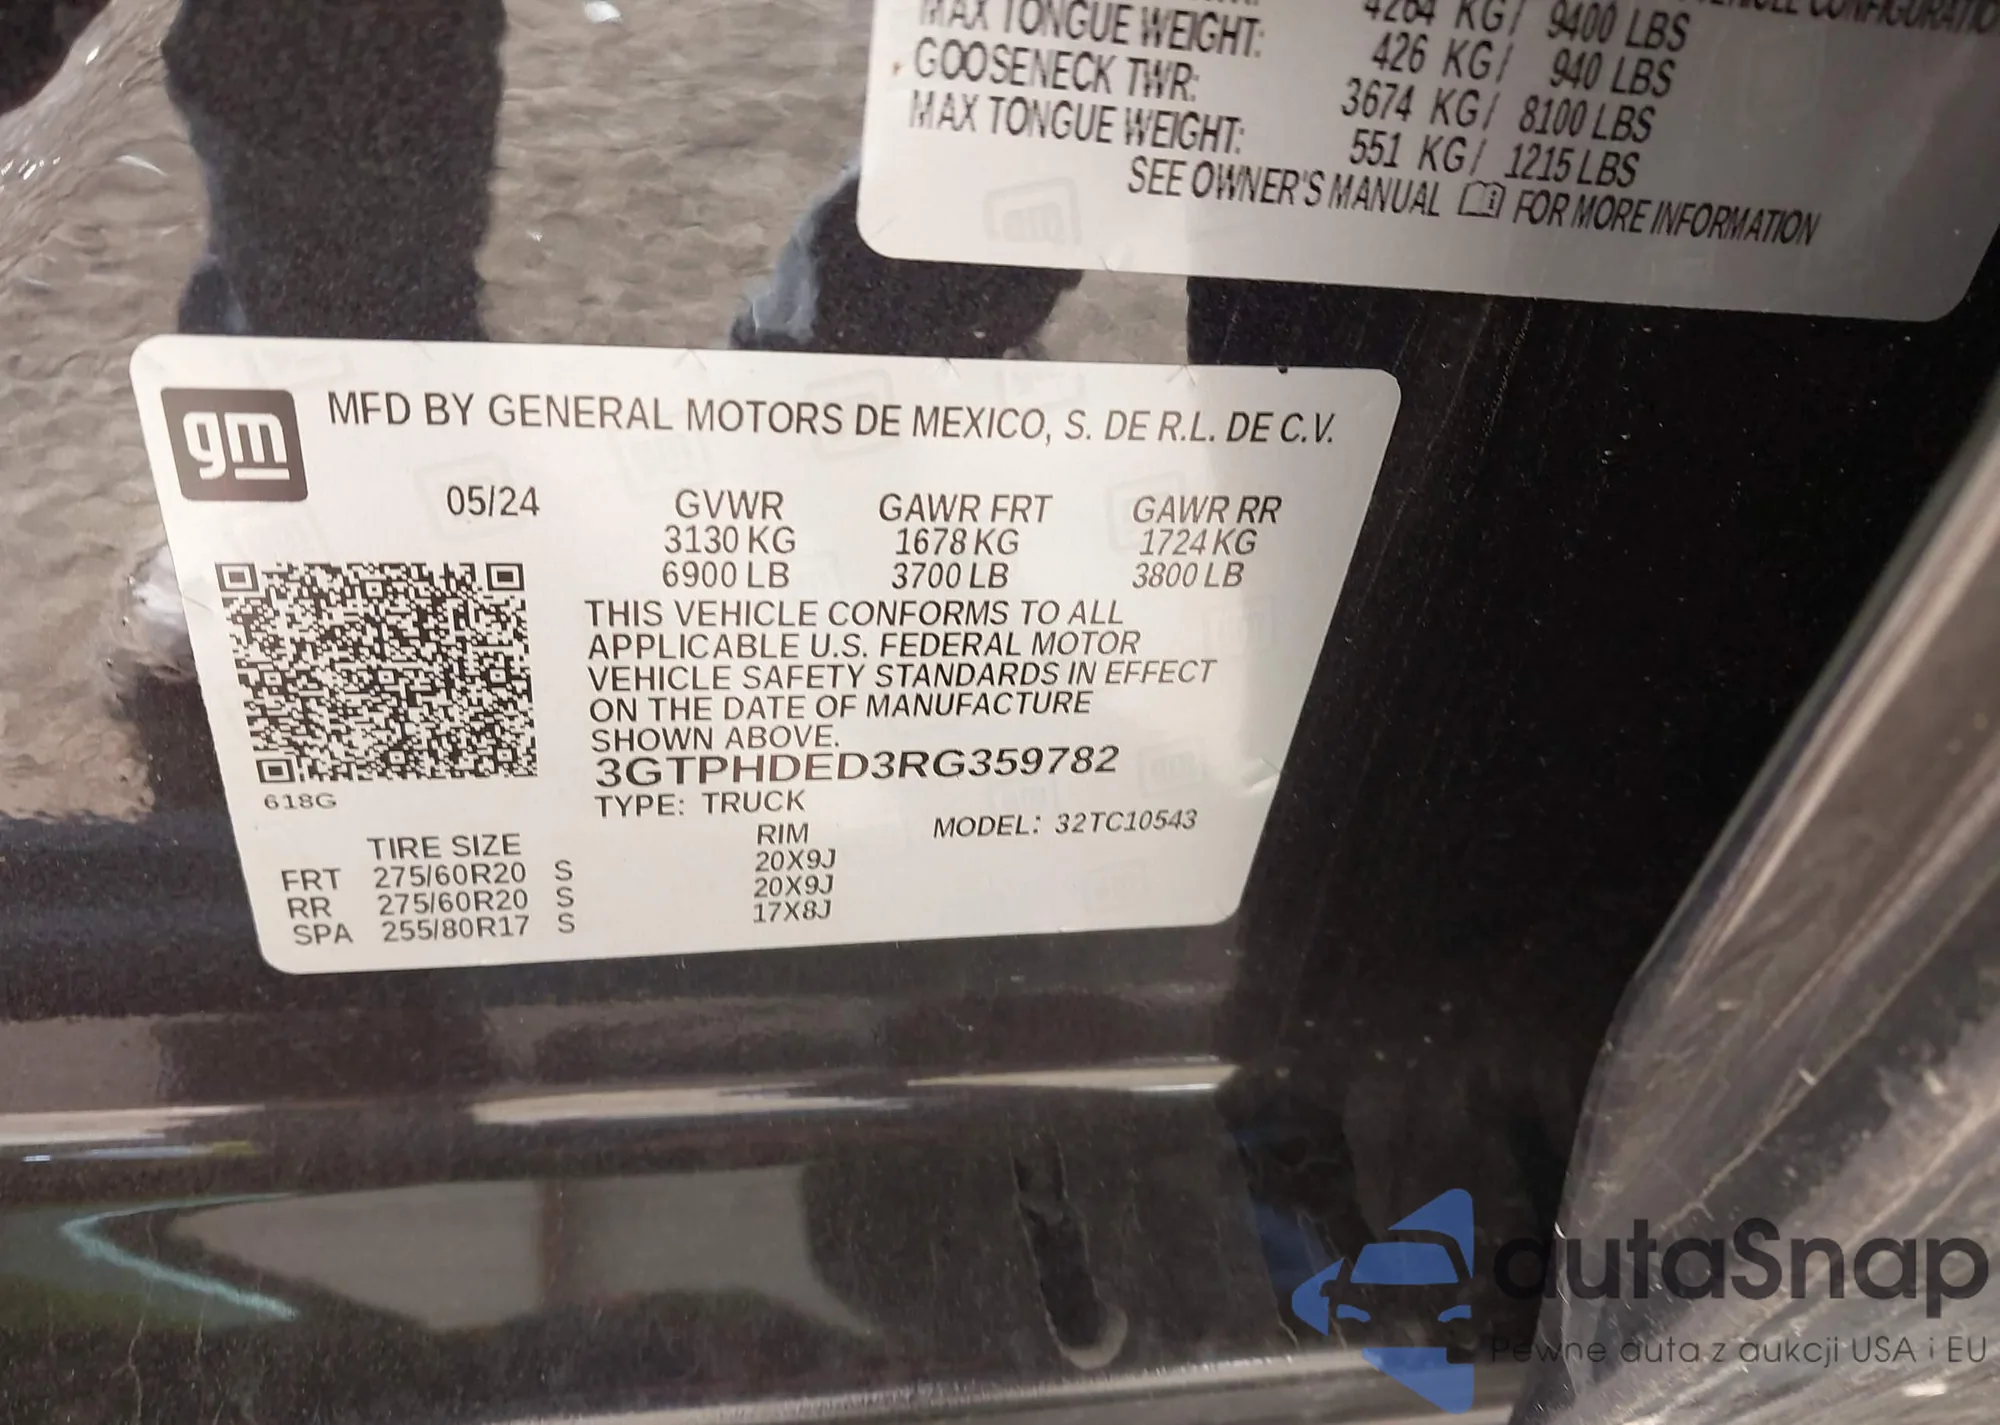 4264 KG/ 9400 LBS
MAX TONGUE WEIGHT: 426 KG/ 940 LBS
GOOSENECK TWR: 3674 KG/ 8100 LBS
MAX TONGUE WEIGHT: 551 KG/ 1215 LBS
SEE OWNER'S MANUAL FOR MORE INFORMATION
gm
MFD BY GENERAL MOTORS DE MEXICO, S. DE R.L. DE C.V.
05/24 GVWR GAWR FRT GAWR RR
3130 KG 1678 KG 1724 KG
6900 LB 3700 LB 3800 LB
THIS VEHICLE CONFORMS TO ALL
APPLICABLE U.S. FEDERAL MOTOR
VEHICLE SAFETY STANDARDS IN EFFECT
ON THE DATE OF MANUFACTURE
SHOWN ABOVE.
3GTPHDED3RG359782
618G
TYPE: TRUCK
MODEL: 32TC10543
TIRE SIZE RIM
FRT 275/60R20 S 20X9J
RR 275/60R20 S 20X9J
SPA 255/80R17 S 17X8J
autaSnap
Pewne auta z aukcji USA i EU